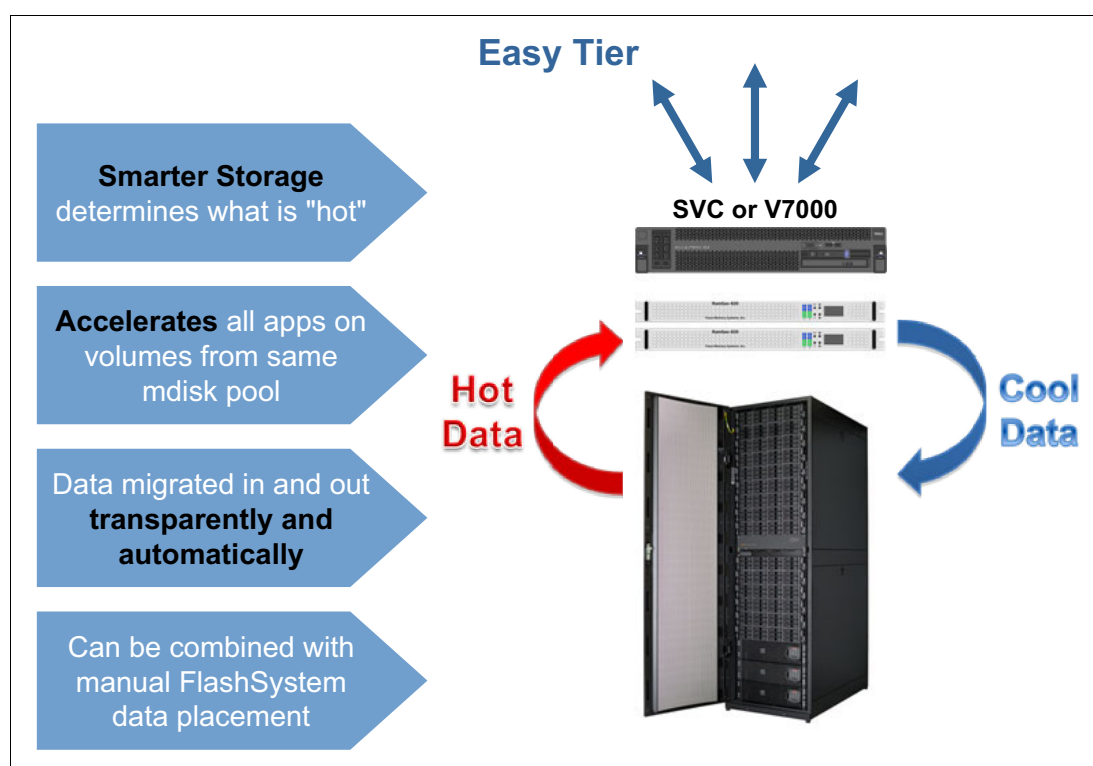 Easy Tier
Smarter Storage
determines what is "hot"
SVC or V7000
Accelerates all apps on
volumes from same
mdisk pool
Hot
Data
Cool
Data
Data migrated in and out
transparently and
automatically
Can be combined with
manual FlashSystem
data placement